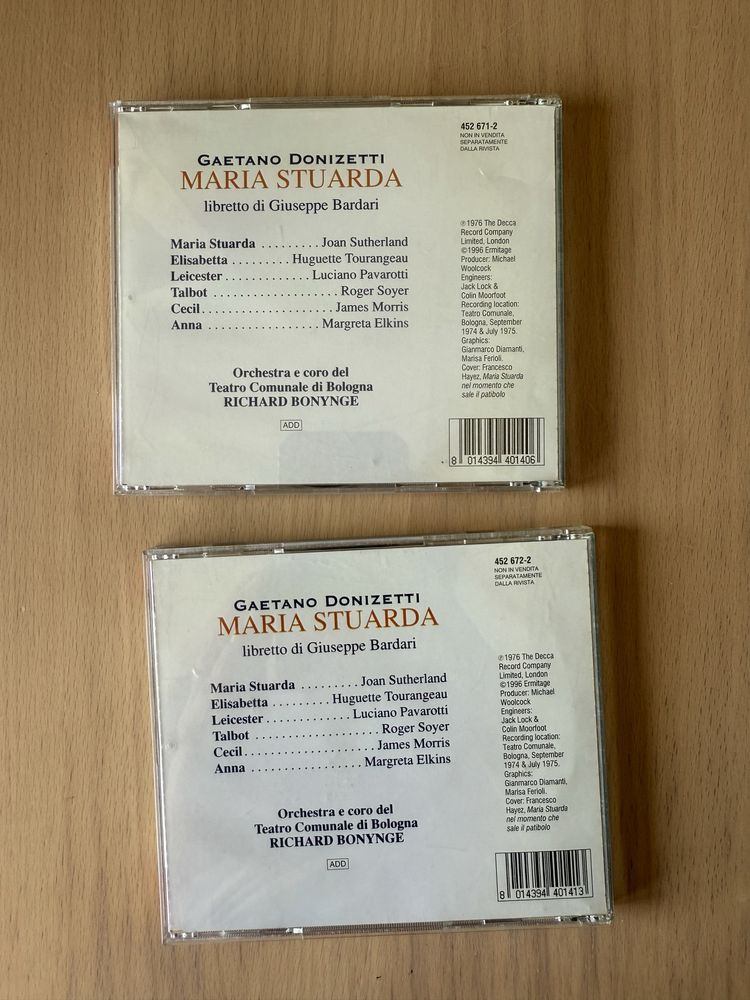 452 671-2
NON IN VENDITA
SEPARATAMENTE
DALLA RIVISTA
GAETANO DONIZETTI
MARIA STUARDA
libretto di Giuseppe Bardari
Maria Stuarda ......... Joan Sutherland
Elisabetta ......... Huguette Tourangeau
Leicester ............. Luciano Pavarotti
Talbot .................... Roger Soyer
Cecil ..................... James Morris
Anna .................. Margreta Elkins
Orchestra e coro del
Teatro Comunale di Bologna
RICHARD BONYNGE
ADD
℗1976 The Decca
Record Company
Limited, London
©1996 Ermitage
Producer: Michael
Woolcock
Engineers:
Jack Lock &
Colin Moorfoot
Recording location:
Teatro Comunale,
Bologna, September
1974 & July 1975.
Graphics:
Gianmarco Diamanti,
Marisa Ferioli.
Cover: Francesco
Hayez, Maria Stuarda
nel momento che
sale il patibolo
8 014394 401406
452 672-2
NON IN VENDITA
SEPARATAMENTE
DALLA RIVISTA
GAETANO DONIZETTI
MARIA STUARDA
libretto di Giuseppe Bardari
Maria Stuarda ......... Joan Sutherland
Elisabetta ......... Huguette Tourangeau
Leicester ............. Luciano Pavarotti
Talbot .................... Roger Soyer
Cecil ..................... James Morris
Anna .................. Margreta Elkins
Orchestra e coro del
Teatro Comunale di Bologna
RICHARD BONYNGE
ADD
℗1976 The Decca
Record Company
Limited, London
©1996 Ermitage
Producer: Michael
Woolcock
Engineers:
Jack Lock &
Colin Moorfoot
Recording location:
Teatro Comunale,
Bologna, September
1974 & July 1975.
Graphics:
Gianmarco Diamanti,
Marisa Ferioli.
Cover: Francesco
Hayez, Maria Stuarda
nel momento che
sale il patibolo
8 014394 401413